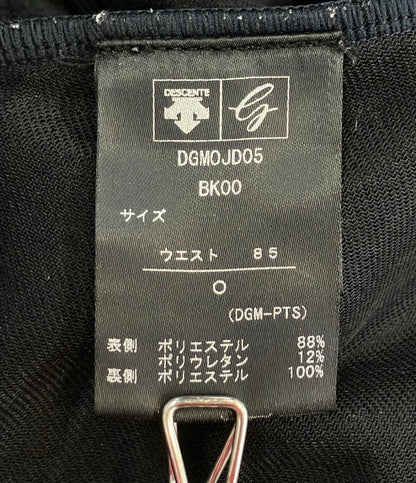 DESCENTE
DGMOJD05
BK00
サイズ
ウエスト 85
O
(DGM-PTS)
表側 ポリエステル 88%
ポリウレタン 12%
裏側 ポリエステル 100%